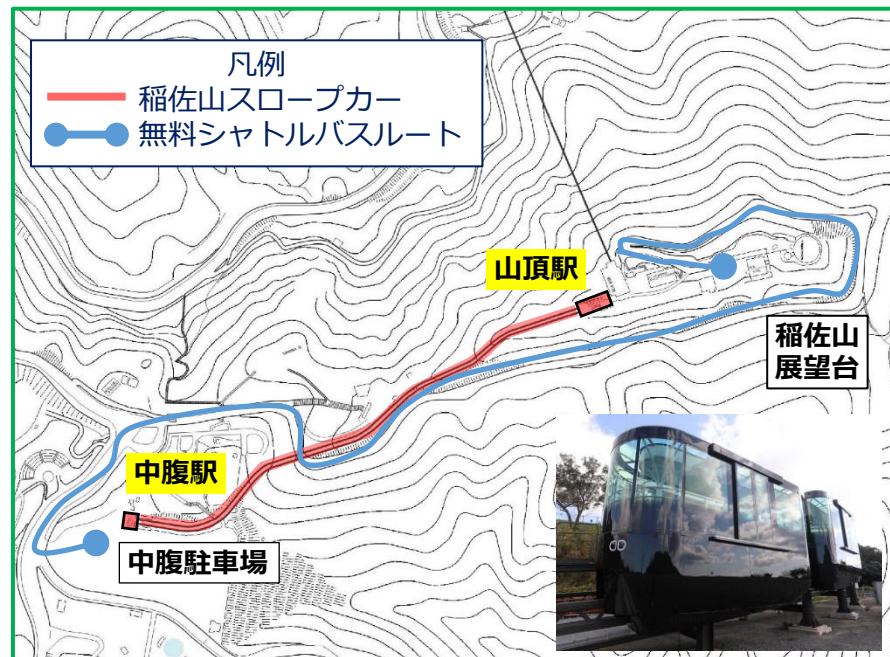 凡例
稲佐山スロープカー
無料シャトルバスルート
山頂駅
稲佐山
展望台
中腹駅
中腹駐車場